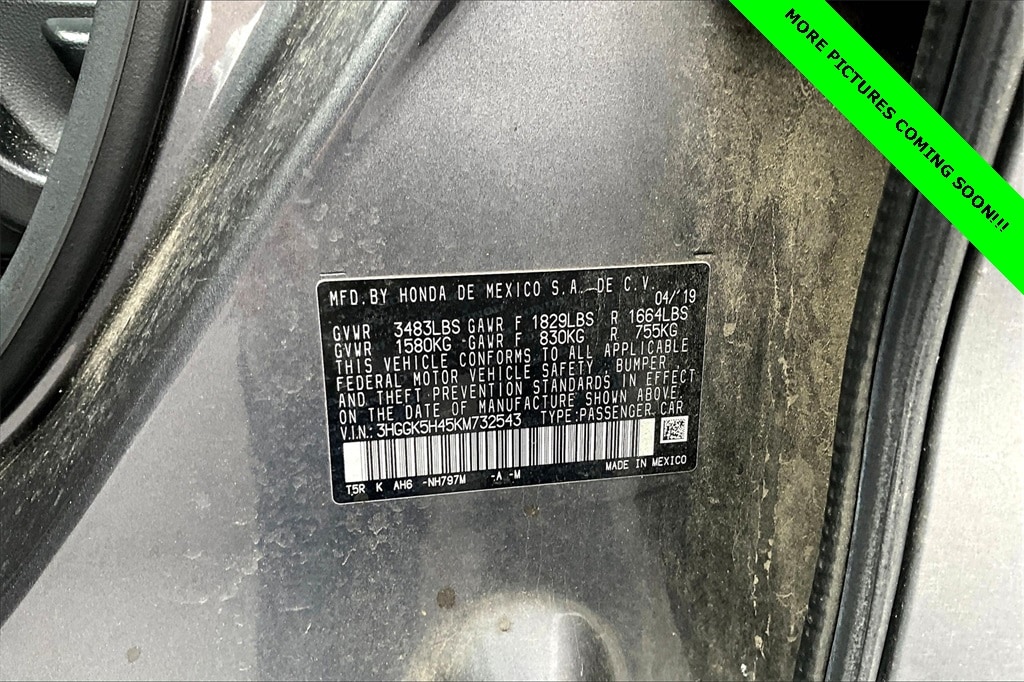 MORE PICTURES COMING SOON!!!
MFD. BY HONDA DE MEXICO S.A. DE C.V.
04/'19
GVWR 3483LBS GAWR F 1829LBS R 1664LBS
GVWR 1580KG GAWR F 830KG R 755KG
THIS VEHICLE CONFORMS TO ALL APPLICABLE
FEDERAL MOTOR VEHICLE SAFETY, BUMPER,
AND THEFT PREVENTION STANDARDS IN EFFECT
ON THE DATE OF MANUFACTURE SHOWN ABOVE.
V.I.N.: 3HGGK5H45KM732543 TYPE:PASSENGER CAR
MADE IN MEXICO
T5R K AH6 -NH797M -A -M